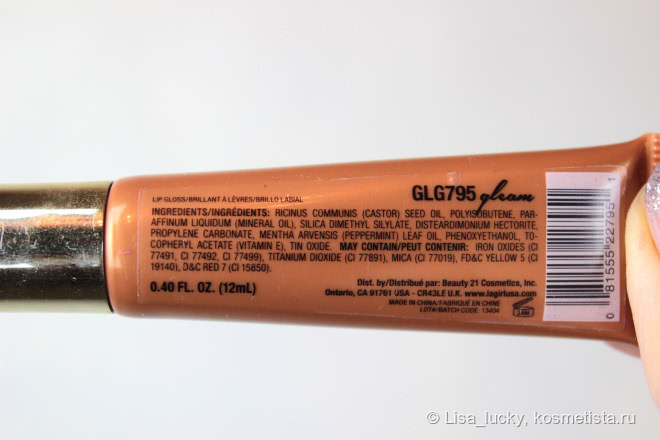 GLG795 gleam
LIP GLOSS/BRILLANT À LÈVRES/BRILLO LABIAL
INGREDIENTS/INGRÉDIENTS: RICINUS COMMUNIS (CASTOR) SEED OIL, POLYISOBUTENE, PAR-
AFFINUM LIQUIDUM (MINERAL OIL), SILICA DIMETHYL SILYLATE, DISTEARDIMONIUM HECTORITE,
PROPYLENE CARBONATE, MENTHA ARVENSIS (PEPPERMINT) LEAF OIL, PHENOXYETHANOL, TO-
COPHERYL ACETATE (VITAMIN E), TIN OXIDE. MAY CONTAIN/PEUT CONTENIR: IRON OXIDES (CI
77491, CI 77492, CI 77499), TITANIUM DIOXIDE (CI 77891), MICA (CI 77019), FD&C YELLOW 5 (CI
19140), D&C RED 7 (CI 15850).
0.40 FL. OZ. (12mL)
Dist. by/Distribué par: Beauty 21 Cosmetics, Inc.
Ontario, CA 91761 USA - CR43LE U.K. www.lagirlusa.com
MADE IN CHINA/FABRIQUÉ EN CHINE
LOT#/BATCH CODE: 13404
0 81555 22795 1
© Lisa_lucky, kosmetista.ru